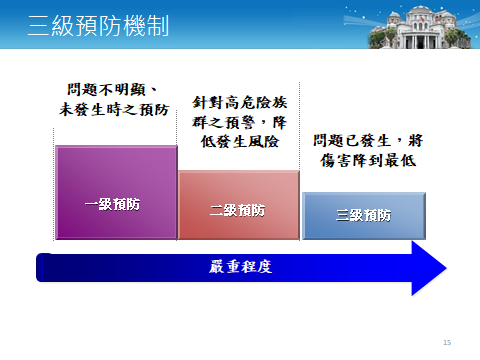 三級預防機制
問題不明顯、
未發生時之預防
針對高危險族
群之預警，降
低發生風險
問題已發生，將
傷害降到最低
一級預防
二級預防
三級預防
嚴重程度
15